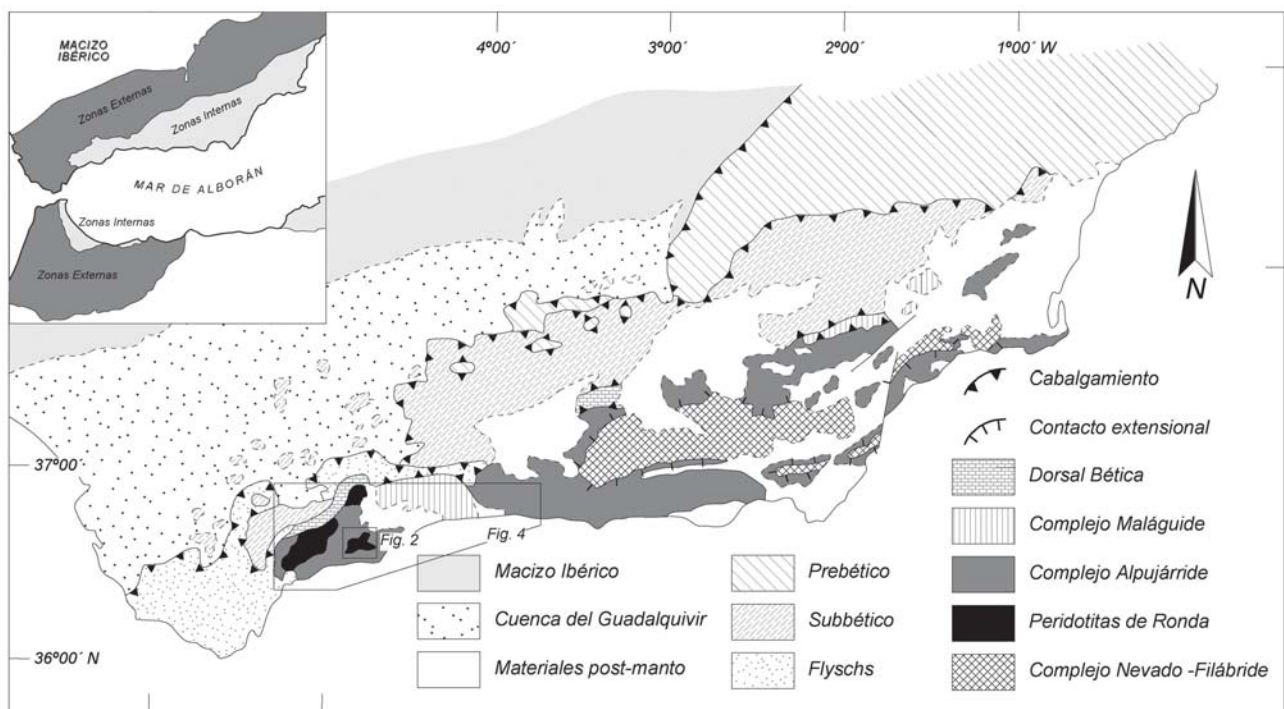 4º00´
3º00´
2º00´
1º00´ W
MACIZO
IBÉRICO
Zonas Externas
Zonas Internas
MAR DE ALBORÁN
Zonas Internas
Zonas Externas
N
37º00´
36º00´ N
Fig. 2
Fig. 4
Cabalgamiento
Contacto extensional
Dorsal Bética
Complejo Maláguide
Complejo Alpujárride
Peridotitas de Ronda
Complejo Nevado -Filábride
Macizo Ibérico
Cuenca del Guadalquivir
Materiales post-manto
Prebético
Subbético
Flyschs